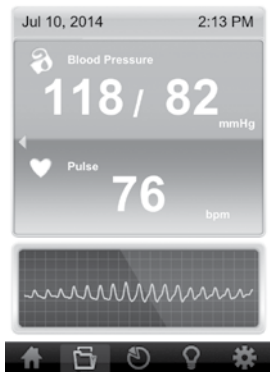 Jul 10, 2014 2:13 PM
Blood Pressure
118 / 82
mmHg
Pulse
76
bpm